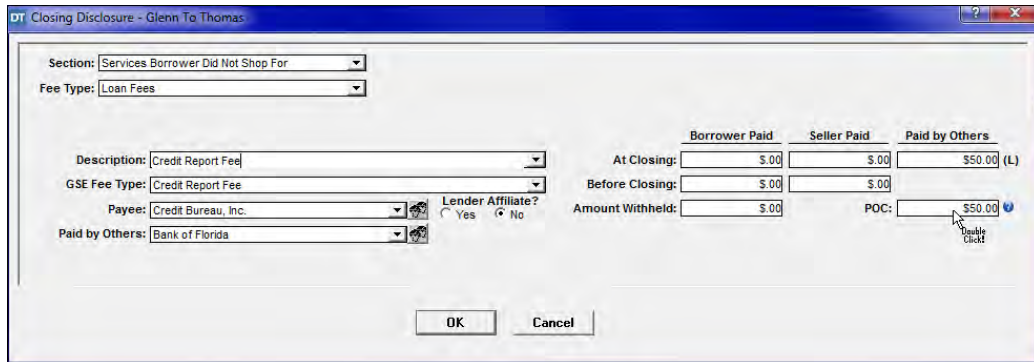 DT Closing Disclosure - Glenn To Thomas
Section: Services Borrower Did Not Shop For
Fee Type: Loan Fees
Borrower Paid Seller Paid Paid by Others
Description: Credit Report Fee At Closing: $.00 $.00 $50.00 (L)
GSE Fee Type: Credit Report Fee Before Closing: $.00 $.00
Lender Affiliate?
Payee: Credit Bureau, Inc. Yes No Amount Withheld: $.00 POC: $50.00 ?
Paid by Others: Bank of Florida
Double
Click!
OK Cancel